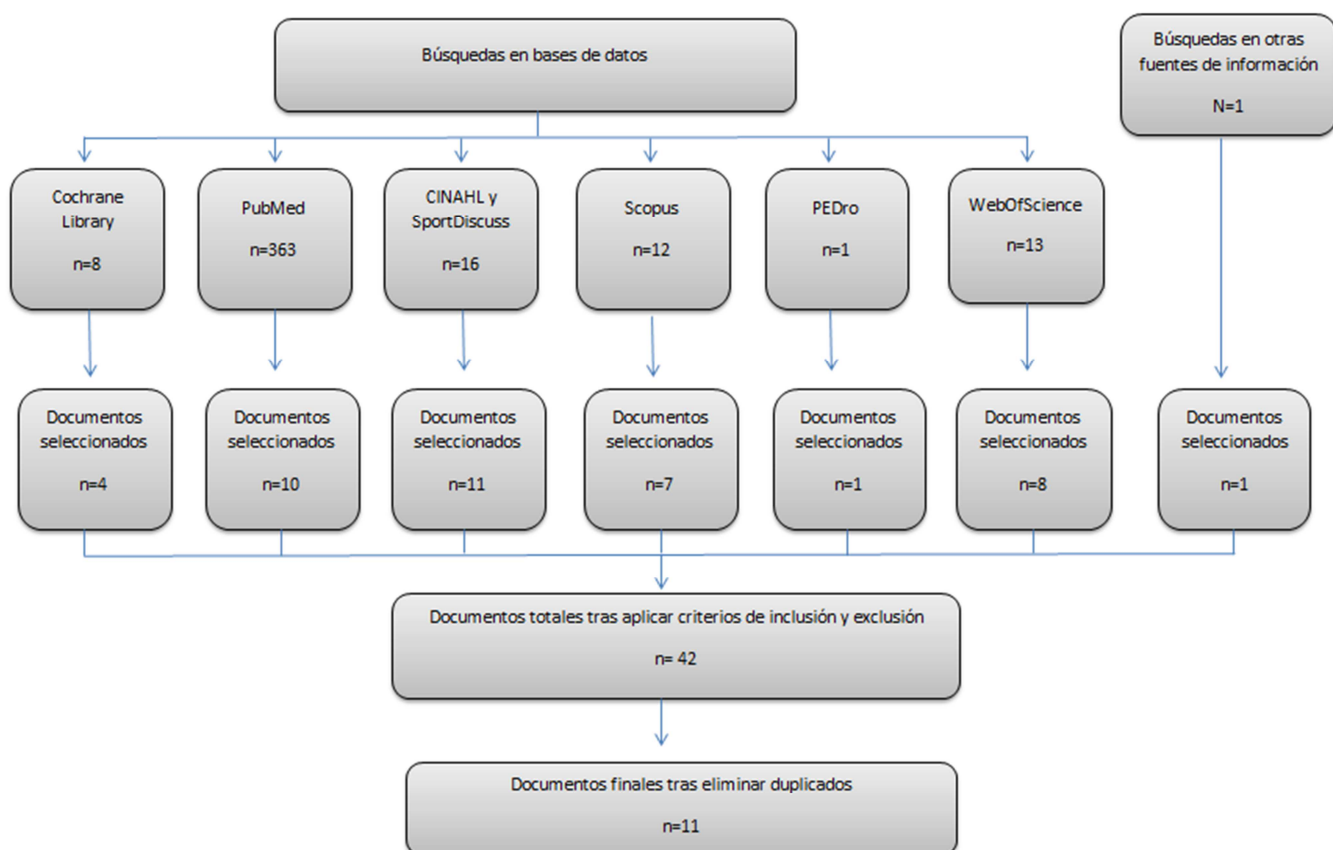 Búsquedas en bases de datos
Búsquedas en otras
fuentes de información
N=1
Cochrane
Library
n=8
PubMed
n=363
CINAHL y
SportDiscuss
n=16
Scopus
n=12
PEDro
n=1
WebOfScience
n=13
Documentos
seleccionados
n=4
Documentos
seleccionados
n=10
Documentos
seleccionados
n=11
Documentos
seleccionados
n=7
Documentos
seleccionados
n=1
Documentos
seleccionados
n=8
Documentos
seleccionados
n=1
Documentos totales tras aplicar criterios de inclusión y exclusión
n= 42
Documentos finales tras eliminar duplicados
n=11